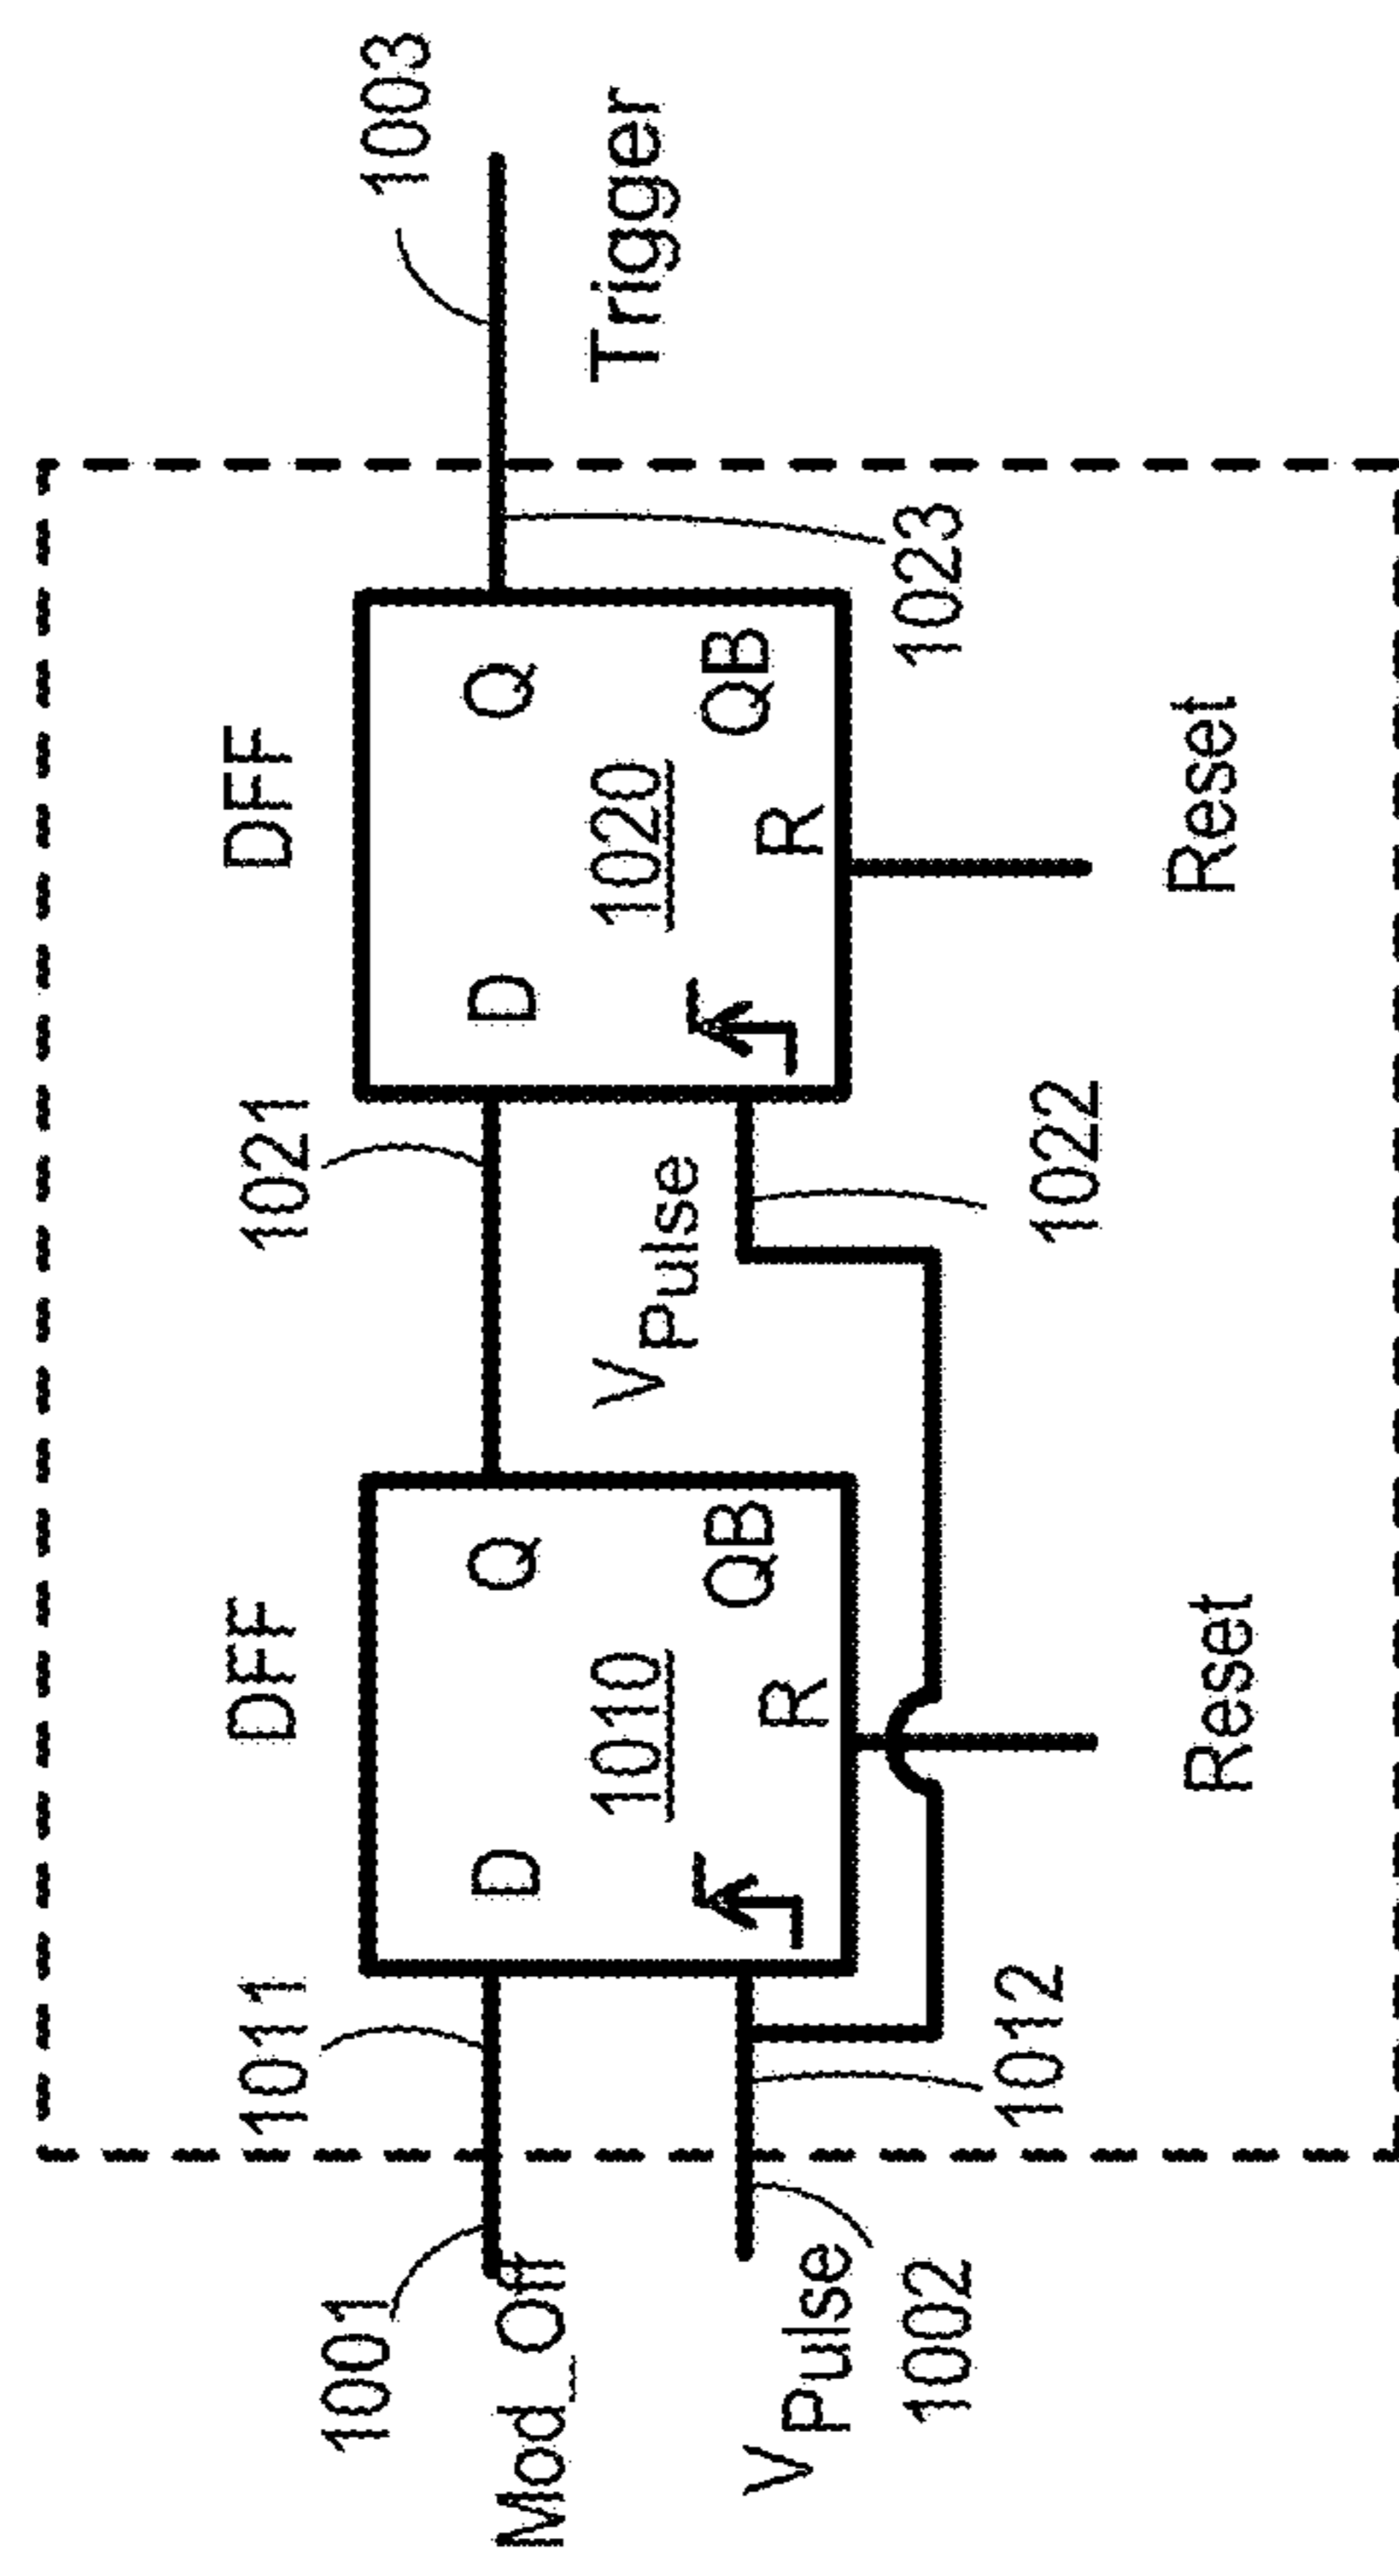 1001
Mod_Off
VPulse
1002
1011
1012
DFF
D
Q
1010
QB
R
Reset
1021
VPulse
1022
DFF
D
Q
1020
QB
R
Reset
1023
1003
Trigger